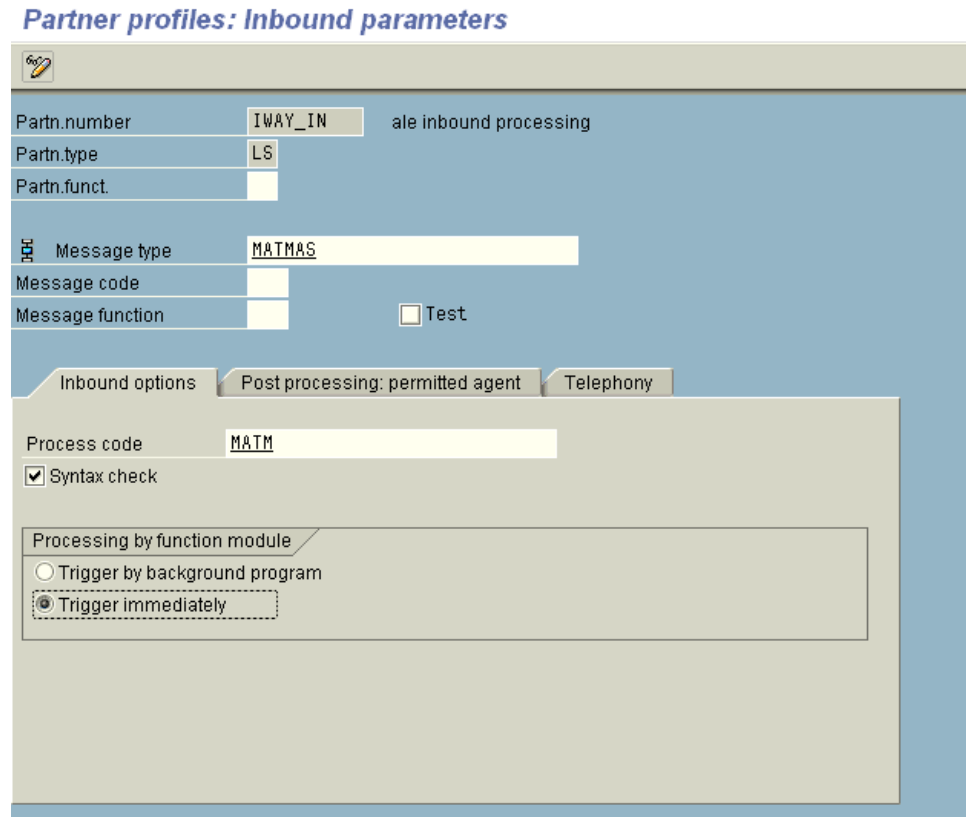 Partner profiles: Inbound parameters
Partn.number IWAY_IN ale inbound processing
Partn.type LS
Partn.funct.
Message type MATMAS
Message code
Message function Test
Inbound options Post processing: permitted agent Telephony
Process code MATM
Syntax check
Processing by function module
Trigger by background program
Trigger immediately